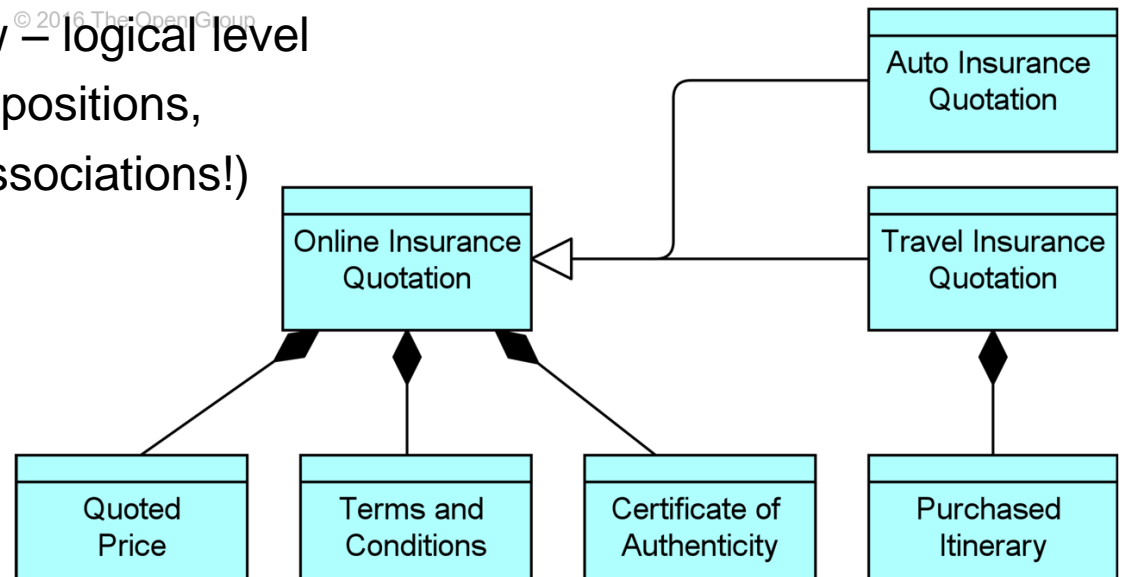 © 2016 The Open Group
– logical level
positions,
ssociations!)
Auto Insurance
Quotation
Online Insurance
Quotation
Travel Insurance
Quotation
Quoted
Price
Terms and
Conditions
Certificate of
Authenticity
Purchased
Itinerary